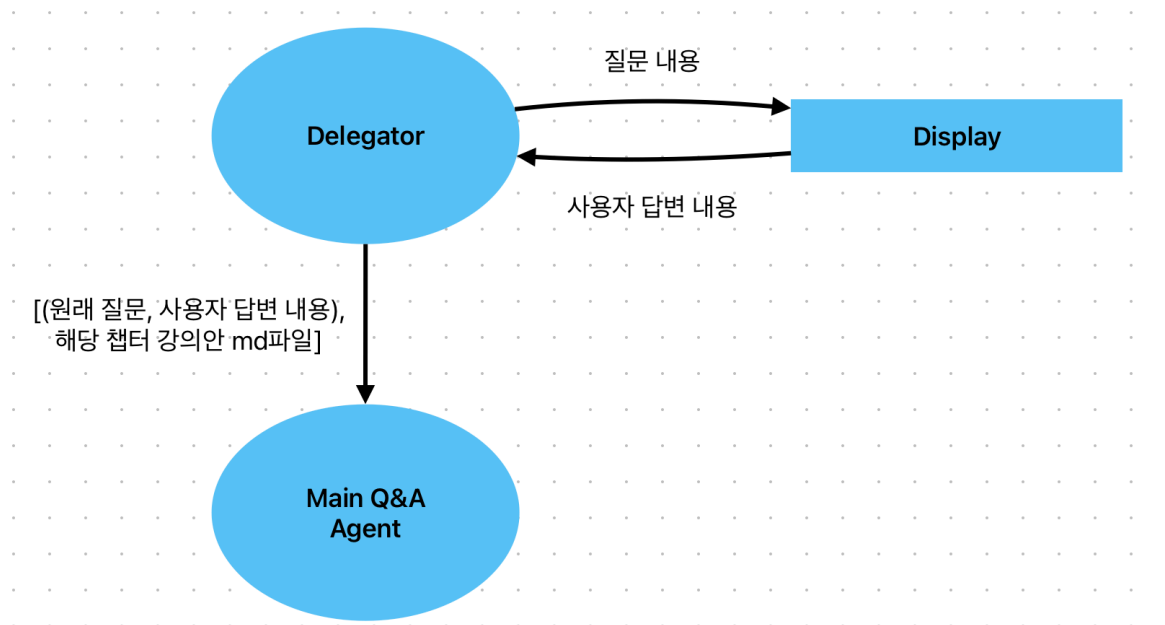 질문 내용
Delegator
Display
사용자 답변 내용
[(원래 질문, 사용자 답변 내용),
해당 챕터 강의안 md파일]
Main Q&A
Agent